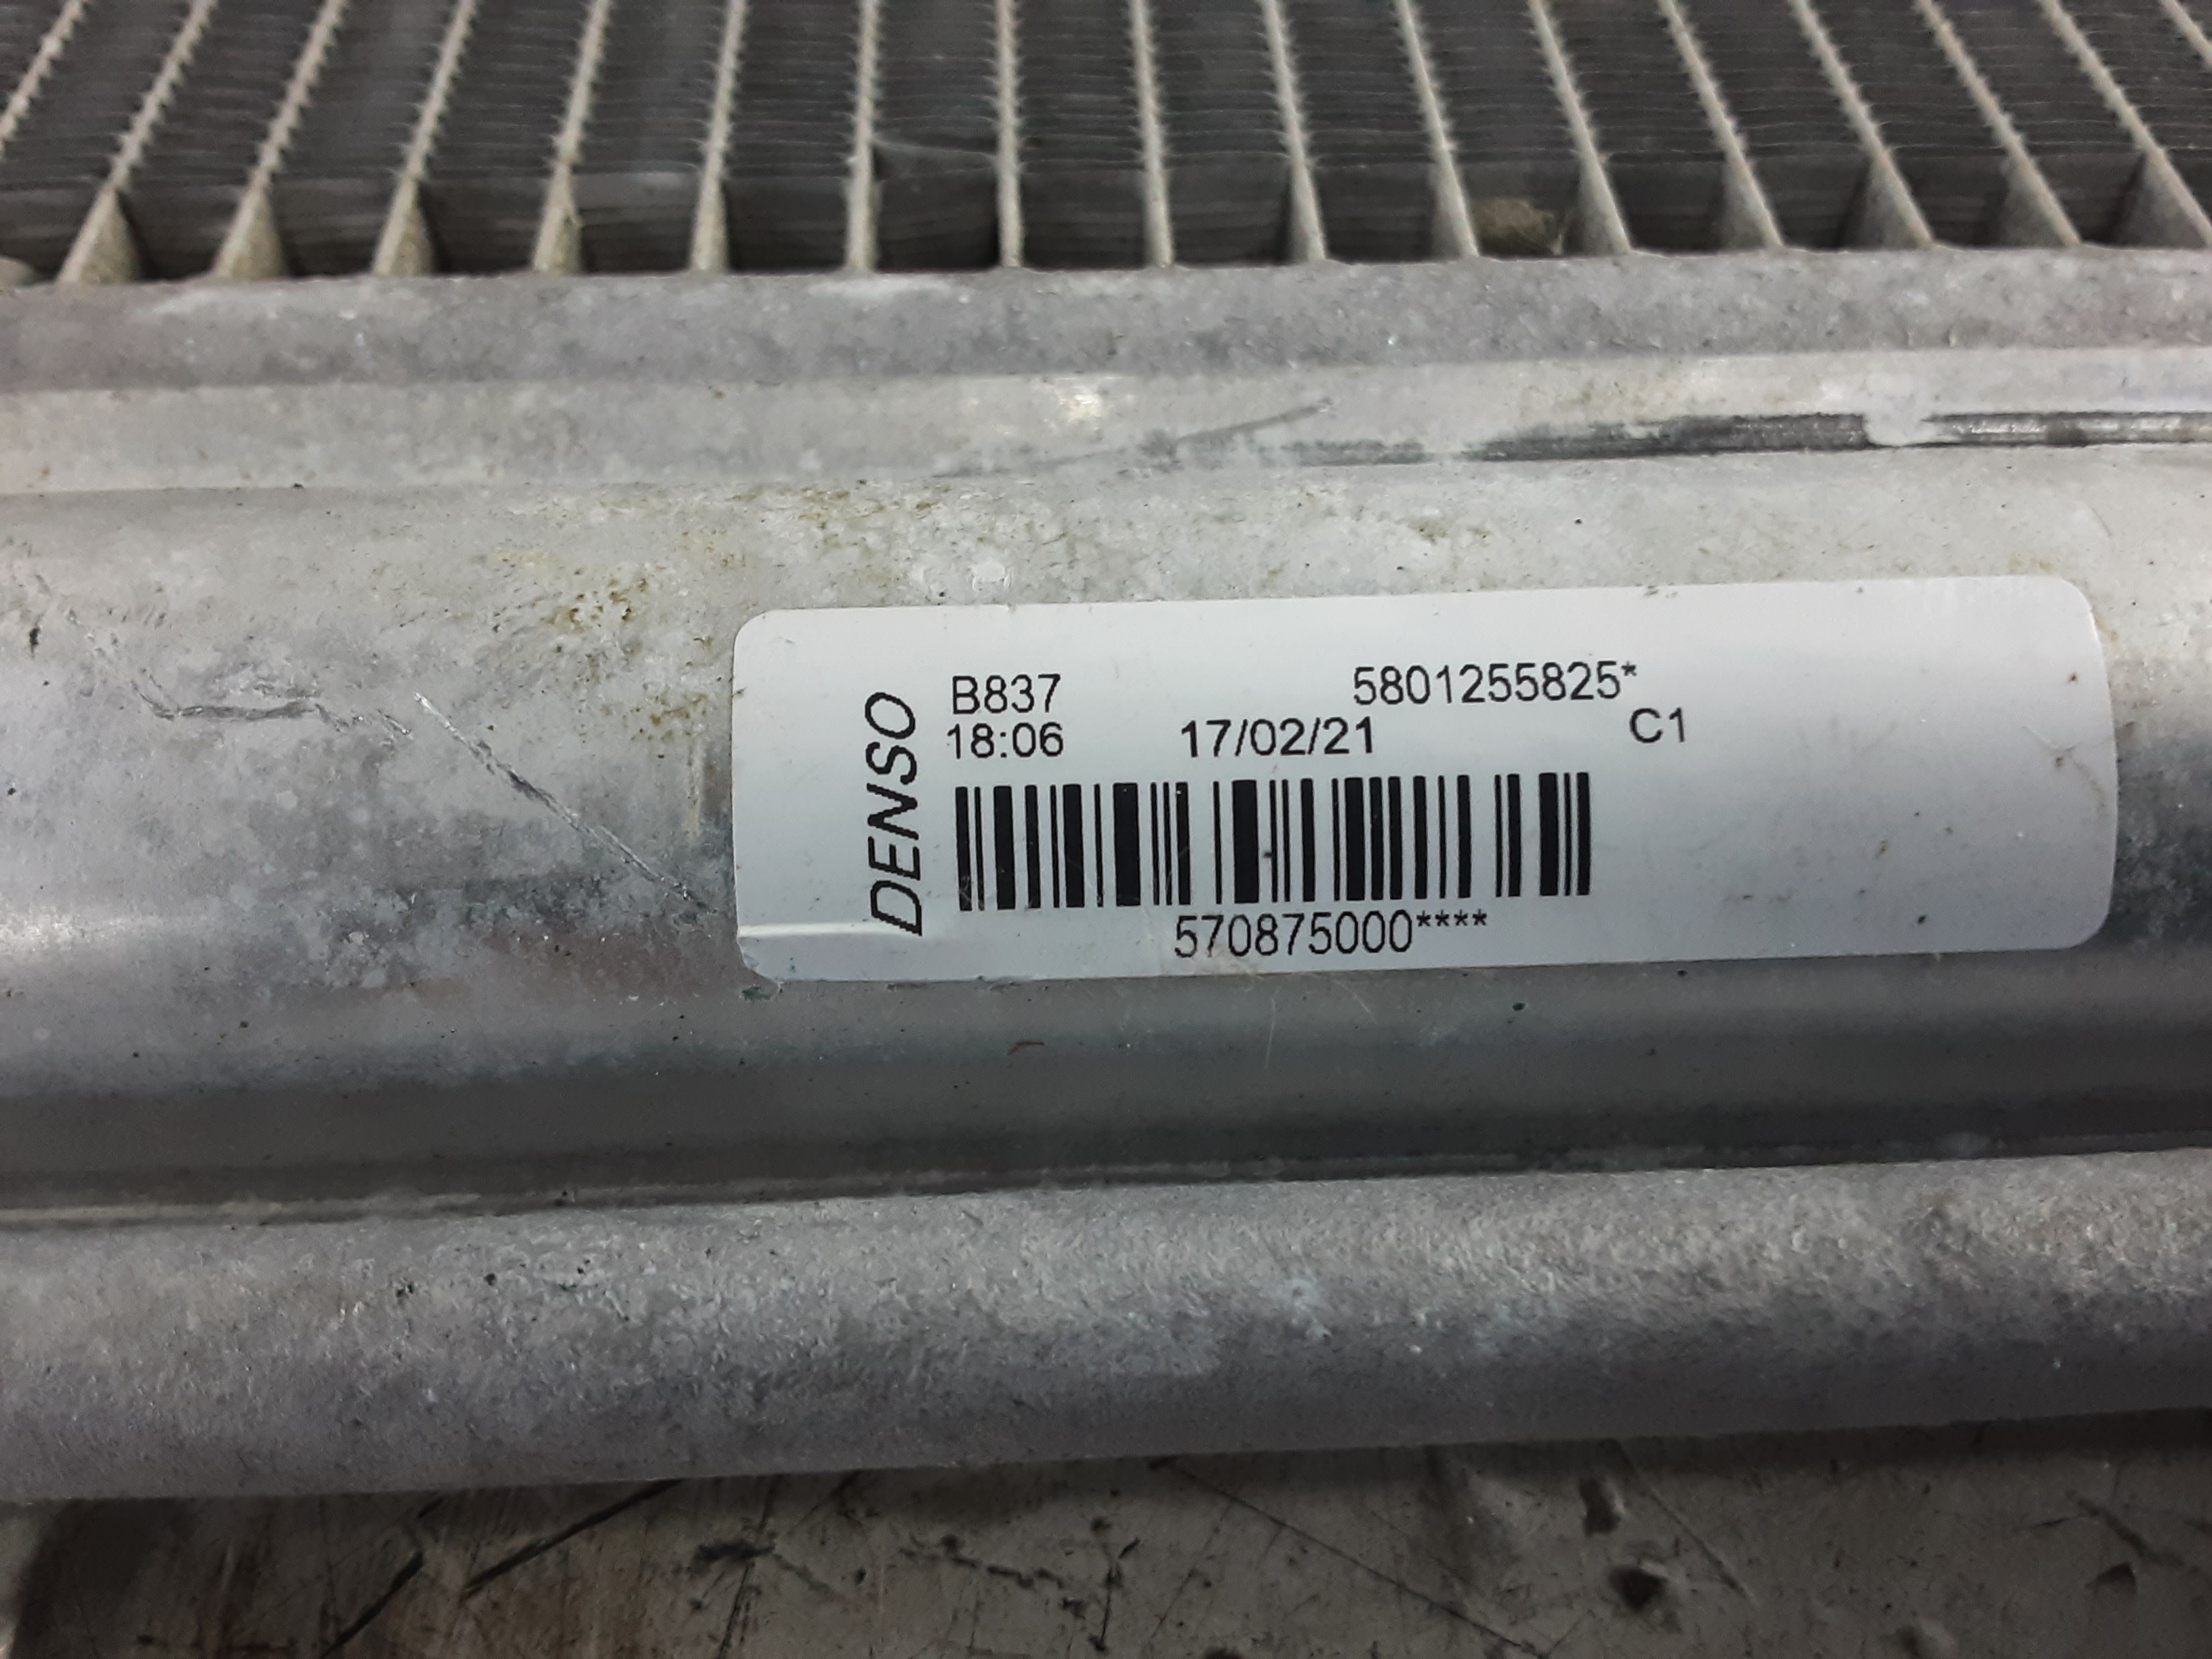 DENSO
B837 5801255825*
18:06 17/02/21 C1
570875000****